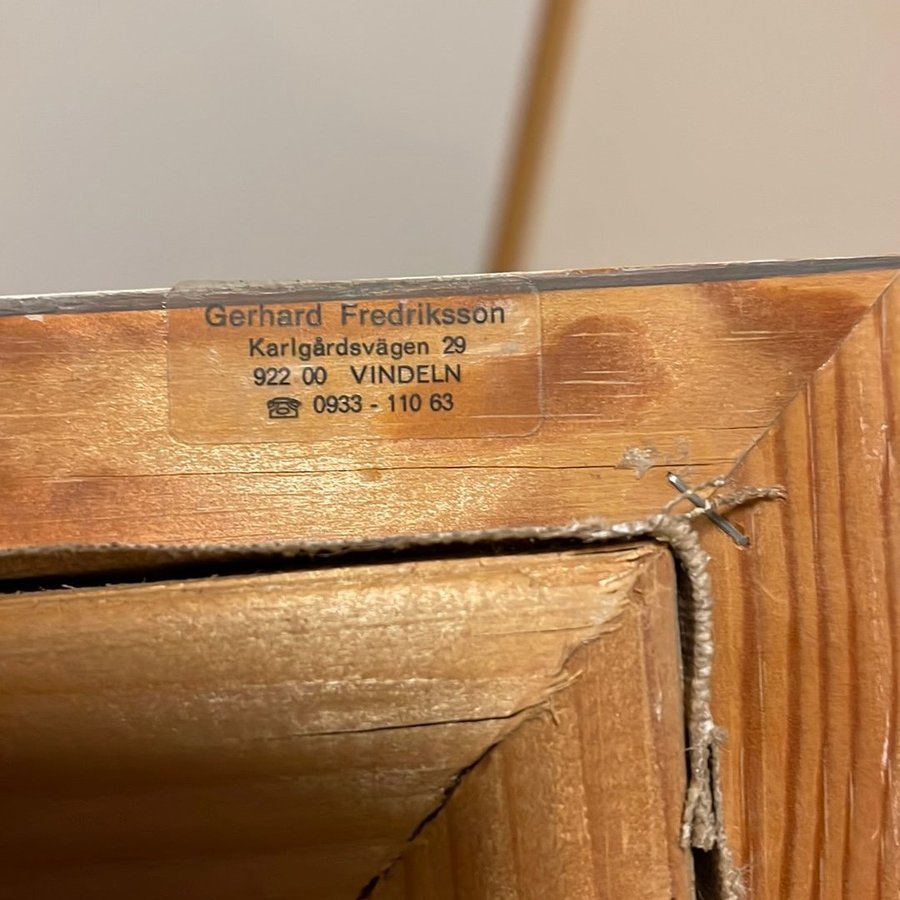 Gerhard Fredriksson
Karlgårdsvägen 29
922 00 VINDELN
☎ 0933 - 110 63